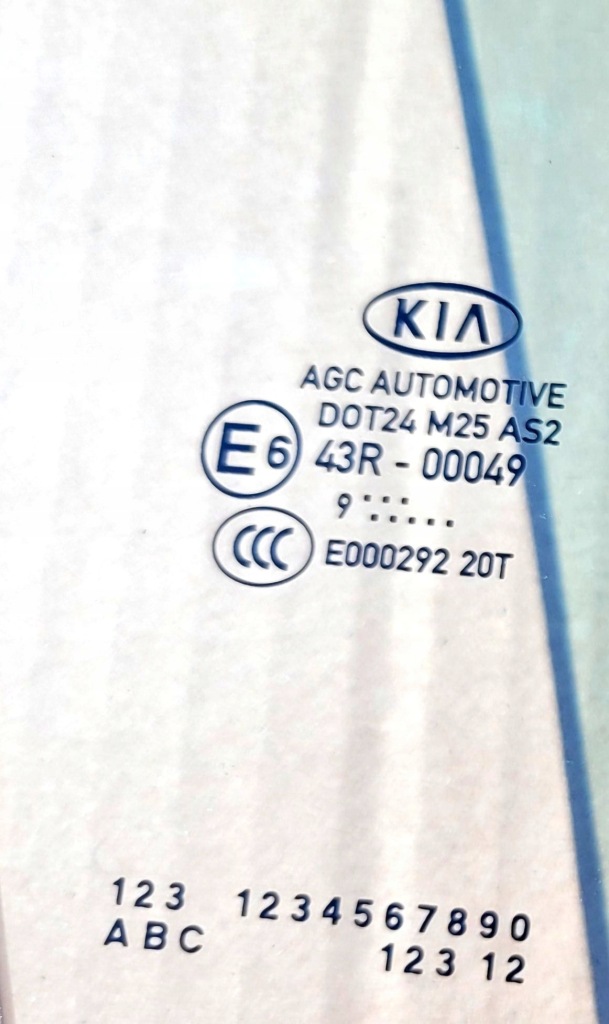 KIA
AGC AUTOMOTIVE
DOT24 M25 AS2
E6 43R - 00049
9 ··· ······
CCC E000292 20T
123 1234567890
ABC 123 12